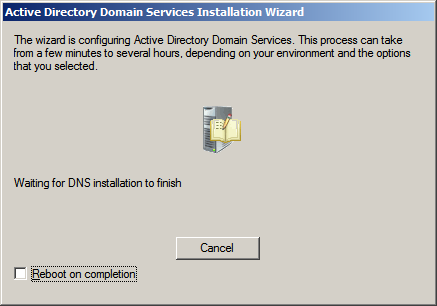 Active Directory Domain Services Installation Wizard
The wizard is configuring Active Directory Domain Services. This process can take
from a few minutes to several hours, depending on your environment and the options
that you selected.
Waiting for DNS installation to finish
Cancel
Reboot on completion